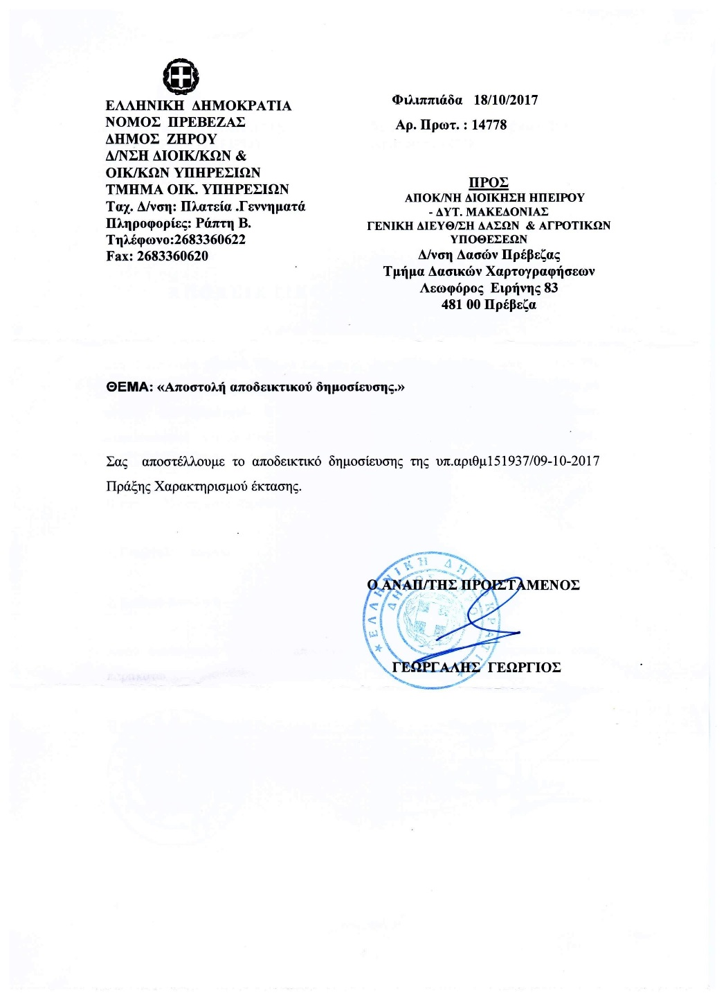 ΕΛΛΗΝΙΚΗ ΔΗΜΟΚΡΑΤΙΑ
ΝΟΜΟΣ ΠΡΕΒΕΖΑΣ
ΔΗΜΟΣ ΖΗΡΟΥ
Δ/ΝΣΗ ΔΙΟΙΚ/ΚΩΝ &
ΟΙΚ/ΚΩΝ ΥΠΗΡΕΣΙΩΝ
ΤΜΗΜΑ ΟΙΚ. ΥΠΗΡΕΣΙΩΝ
Ταχ. Δ/νση: Πλατεία .Γεννηματά
Πληροφορίες: Ράπτη Β.
Τηλέφωνο:2683360622
Fax: 2683360620
Φιλιππιάδα 18/10/2017
Αρ. Πρωτ. : 14778
ΠΡΟΣ
ΑΠΟΚ/ΝΗ ΔΙΟΙΚΗΣΗ ΗΠΕΙΡΟΥ
- ΔΥΤ. ΜΑΚΕΔΟΝΙΑΣ
ΓΕΝΙΚΗ ΔΙΕΥΘ/ΣΗ ΔΑΣΩΝ & ΑΓΡΟΤΙΚΩΝ
ΥΠΟΘΕΣΕΩΝ
Δ/νση Δασών Πρέβεζας
Τμήμα Δασικών Χαρτογραφήσεων
Λεωφόρος Ειρήνης 83
481 00 Πρέβεζα
ΘΕΜΑ: «Αποστολή αποδεικτικού δημοσίευσης.»
Σας αποστέλλουμε το αποδεικτικό δημοσίευσης της υπ.αριθμ151937/09-10-2017
Πράξης Χαρακτηρισμού έκτασης.
Ο ΑΝΑΠ/ΤΗΣ ΠΡΟΙΣΤΑΜΕΝΟΣ
ΕΛΛΗΝΙΚΗ ΔΗΜΟΚΡΑΤΙΑ
ΔΗΜΟΣ
ΓΕΩΡΓΑΛΗΣ ΓΕΩΡΓΙΟΣ